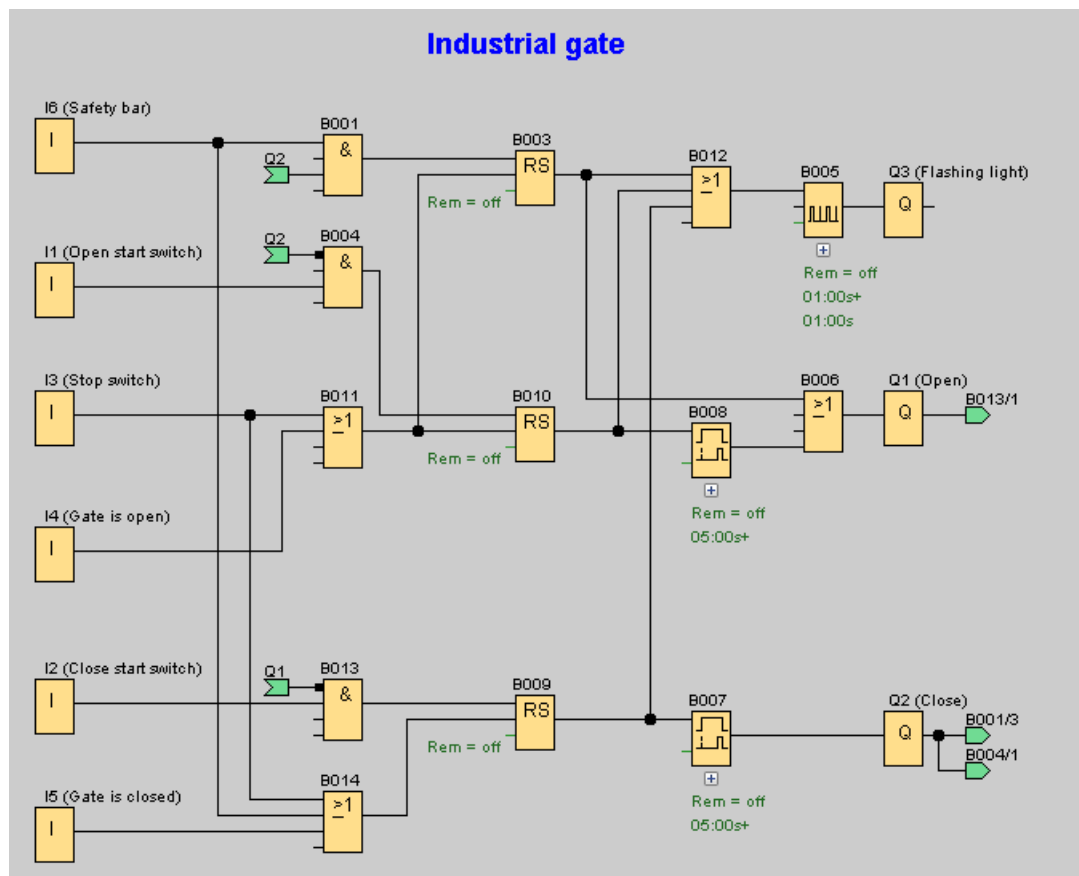 Industrial gate
I6 (Safety bar)
I
B001
&
Q2
B003
RS
Rem = off
B012
>1
B005
Rem = off
01:00s+
01:00s
Q3 (Flashing light)
Q
I1 (Open start switch)
I
Q2
B004
&
I3 (Stop switch)
I
B011
>1
B010
RS
Rem = off
B008
Rem = off
05:00s+
B006
>1
Q1 (Open)
Q
B013/1
I4 (Gate is open)
I
I2 (Close start switch)
I
Q1
B013
&
B009
RS
Rem = off
B007
Rem = off
05:00s+
Q2 (Close)
Q
B001/3
B004/1
I5 (Gate is closed)
I
B014
>1